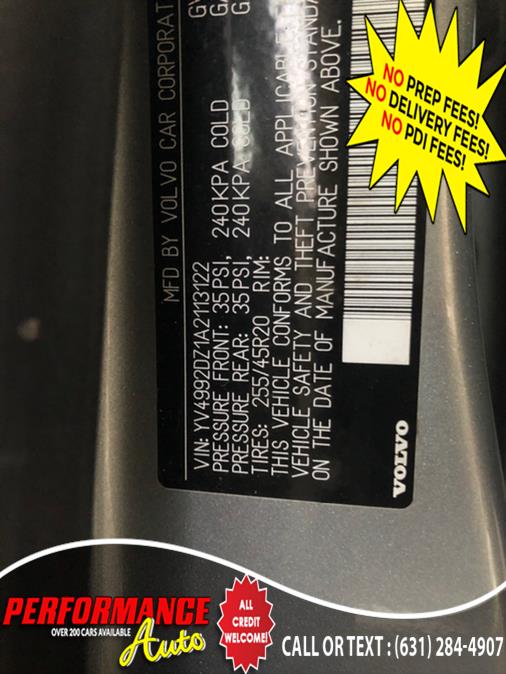 MFD BY VOLVO CAR CORPORAT
VIN: YV4992DZ1A2113122
PRESSURE FRONT: 35PSI, 240KPA COLD
PRESSURE REAR: 35PSI, 240KPA COLD
TIRES: 255/45R20 RIM:
THIS VEHICLE CONFORMS TO ALL APPLICABLE
VEHICLE SAFETY AND THEFT PREVENTION STANDA
ON THE DATE OF MANUFACTURE SHOWN ABOVE.
VOLVO
NO PREP FEES!
NO DELIVERY FEES!
NO PDI FEES!
PERFORMANCE
OVER 200 CARS AVAILABLE
Auto
ALL
CREDIT
WELCOME!
CALL OR TEXT : (631) 284-4907